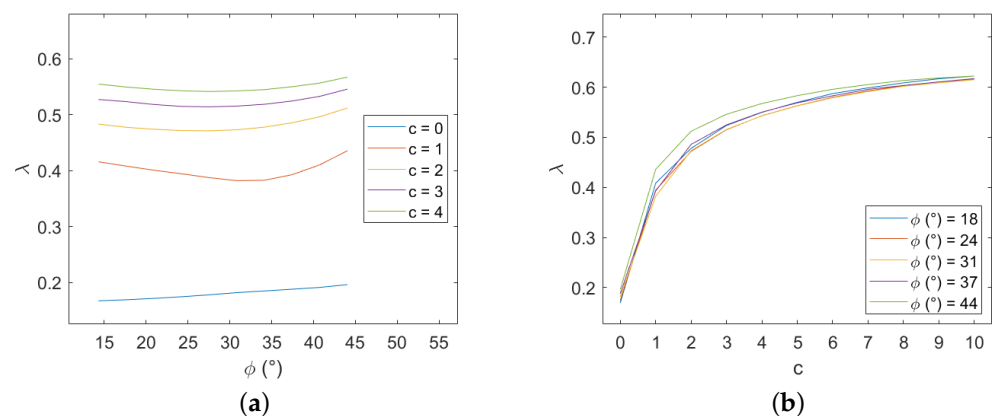 0.6
0.5
0.4
0.3
0.2
λ
15 20 25 30 35 40 45 50 55
ϕ (°)
c = 0
c = 1
c = 2
c = 3
c = 4
(a)
0.7
0.6
0.5
0.4
0.3
0.2
λ
0 1 2 3 4 5 6 7 8 9 10
c
ϕ (°) = 18
ϕ (°) = 24
ϕ (°) = 31
ϕ (°) = 37
ϕ (°) = 44
(b)